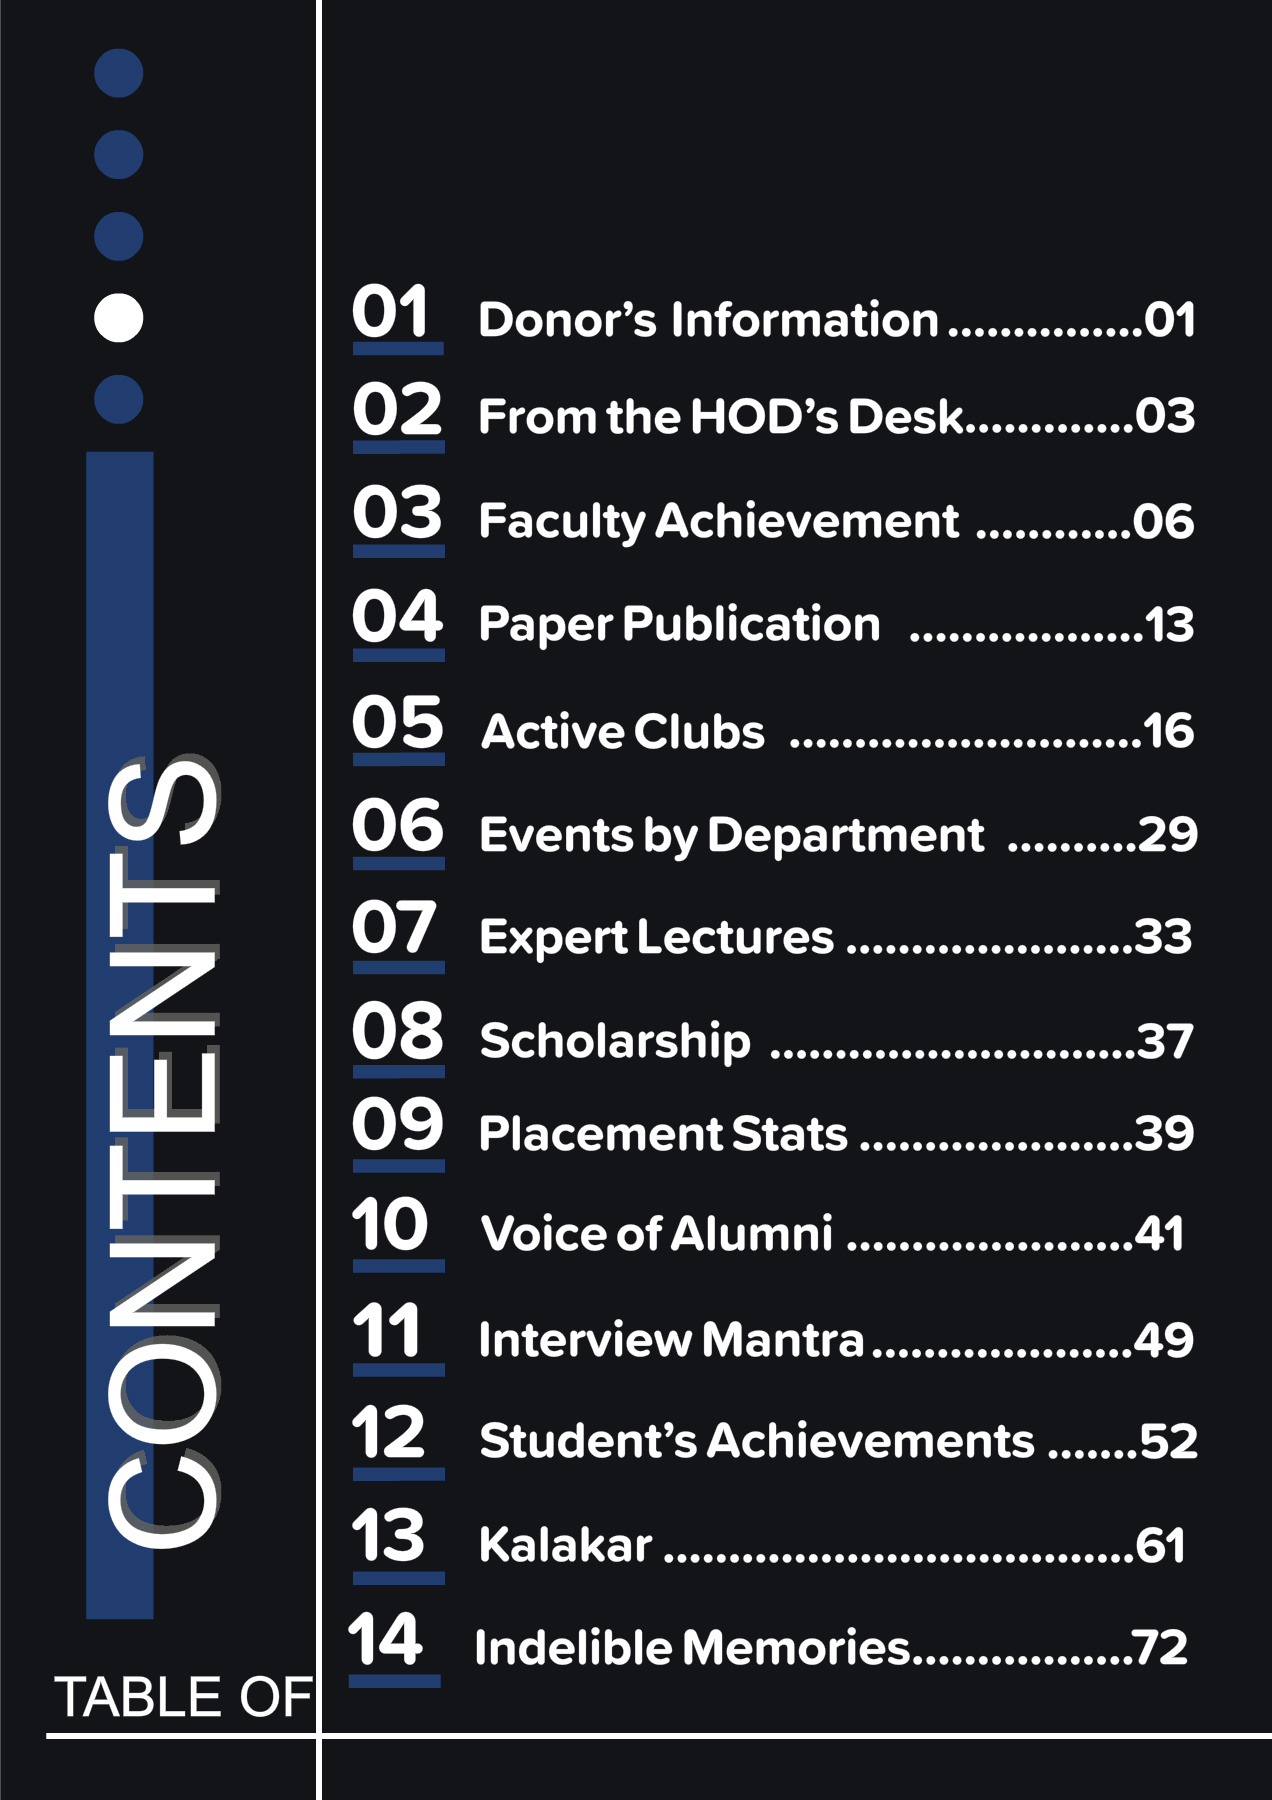 TABLE OF
CONTENTS
01 Donor’s Information ...............01
02 From the HOD’s Desk.............03
03 Faculty Achievement ............06
04 Paper Publication ..................13
05 Active Clubs ...........................16
06 Events by Department ..........29
07 Expert Lectures ......................33
08 Scholarship ............................37
09 Placement Stats .....................39
10 Voice of Alumni ......................41
11 Interview Mantra....................49
12 Student’s Achievements .......52
13 Kalakar ....................................61
14 Indelible Memories.................72